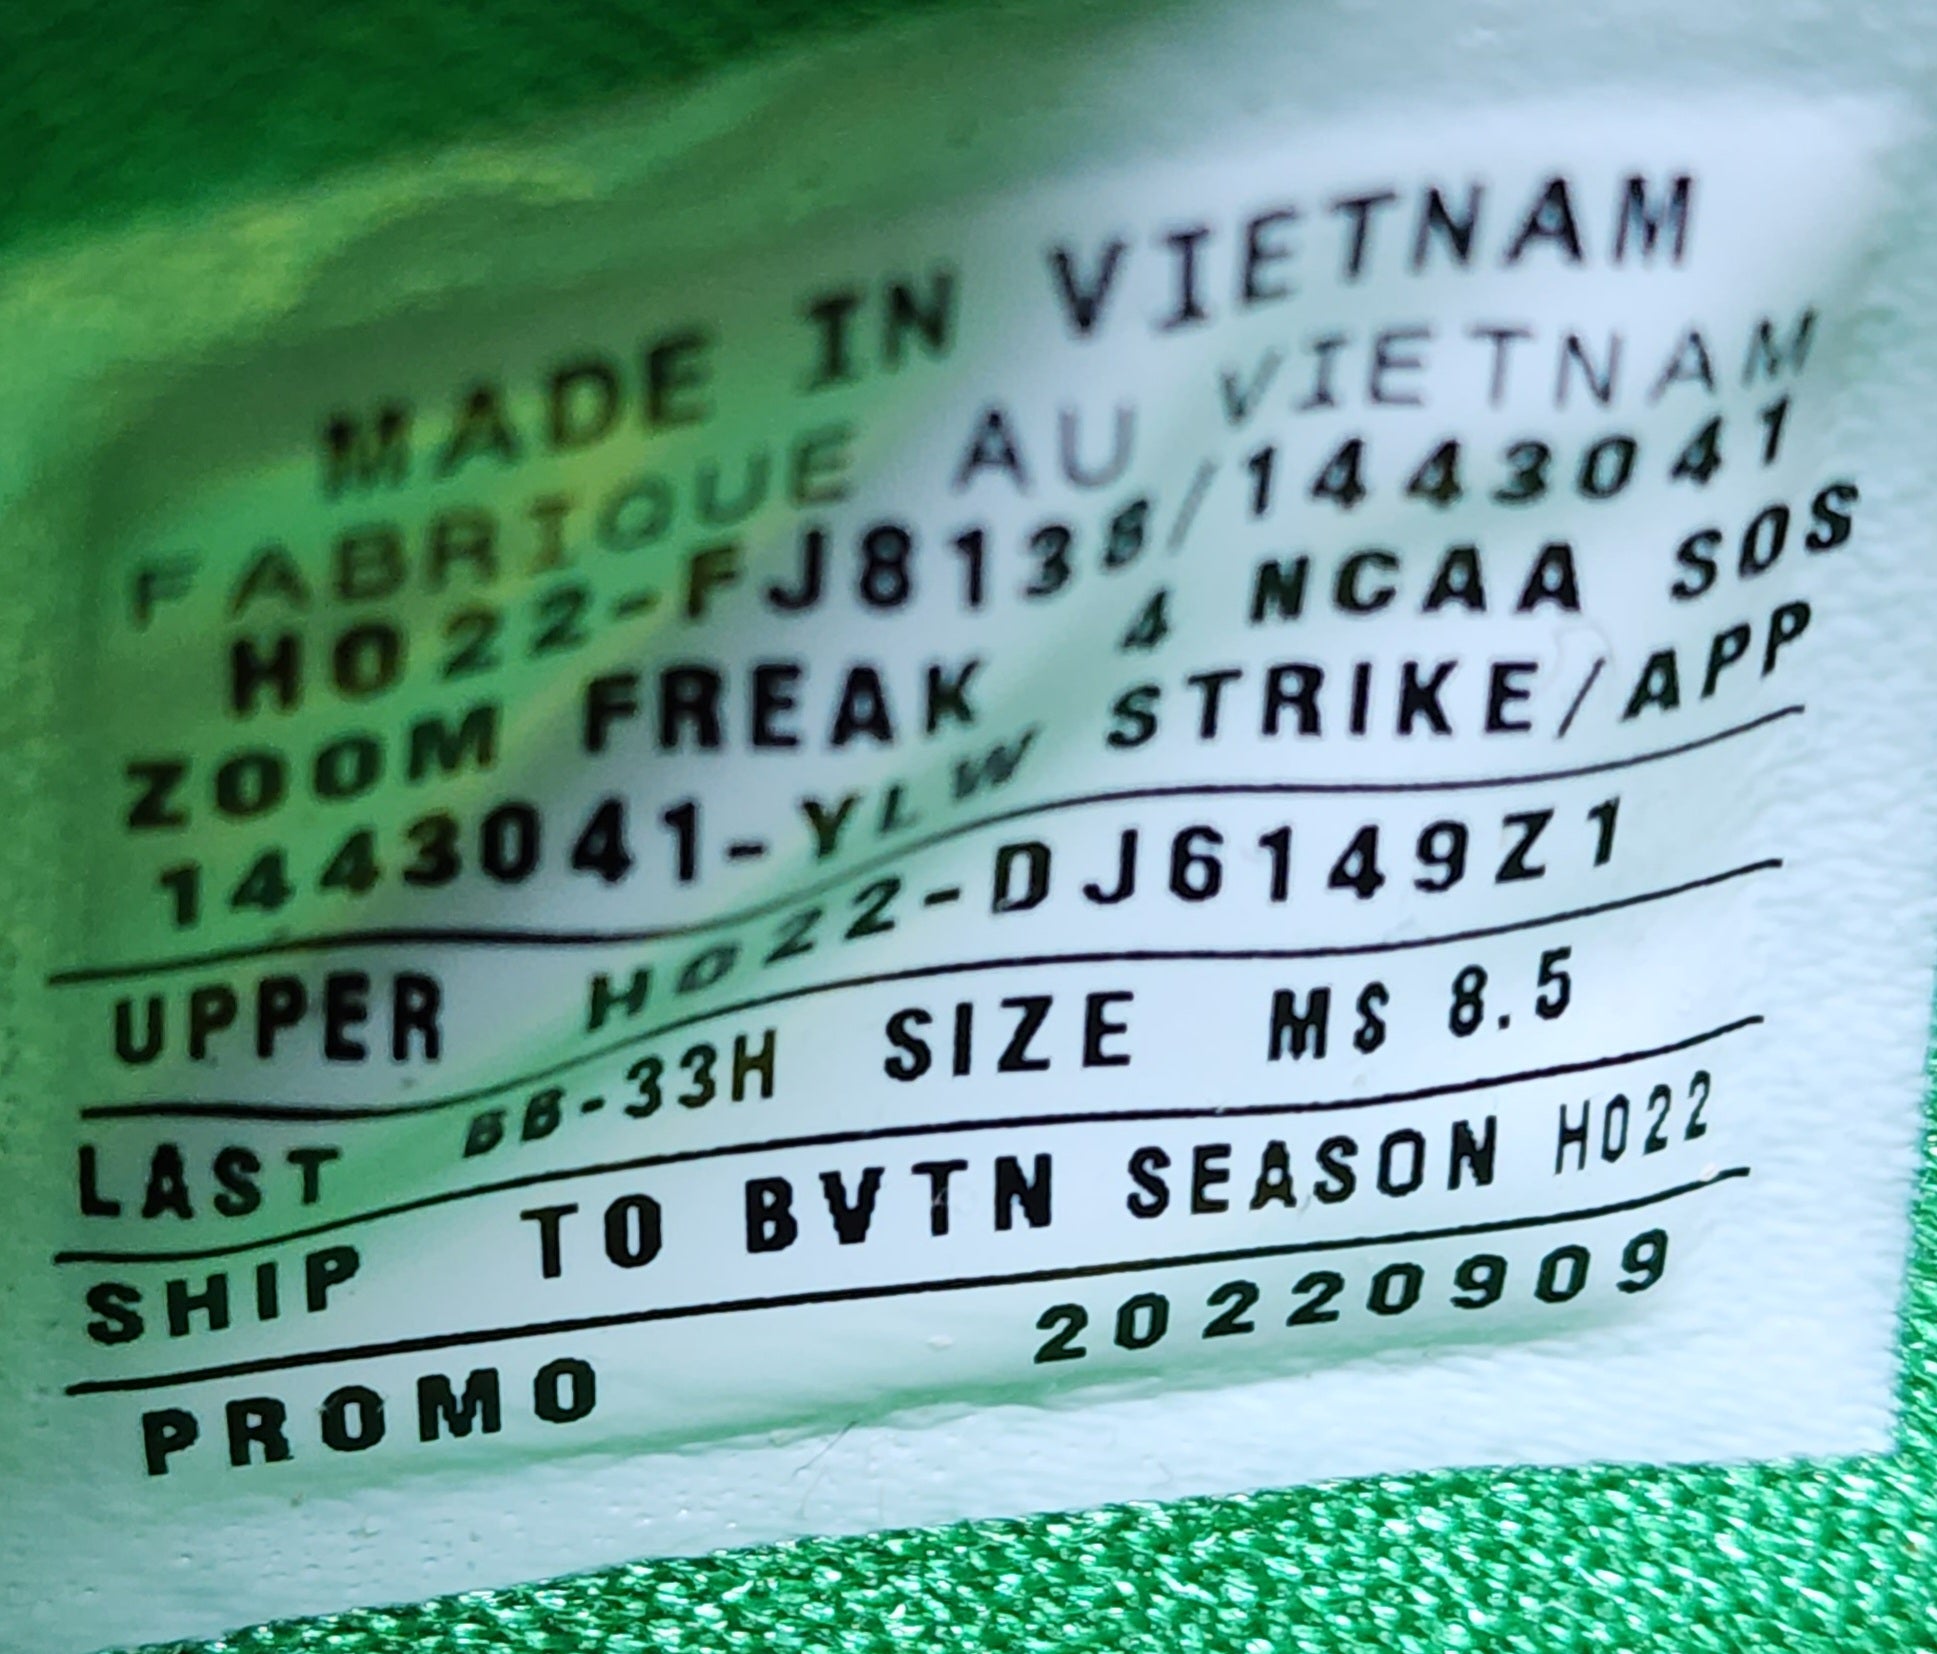 MADE IN VIETNAM
FABRIQUE AU VIETNAM
HO22-FJ8138/1443041
ZOOM FREAK 4 NCAA SOS
1443041-YLW STRIKE/APP
UPPER HO22-DJ6149Z1
LAST BB-33H SIZE MS 8.5
SHIP TO BVTN SEASON HO22
PROMO 20220909